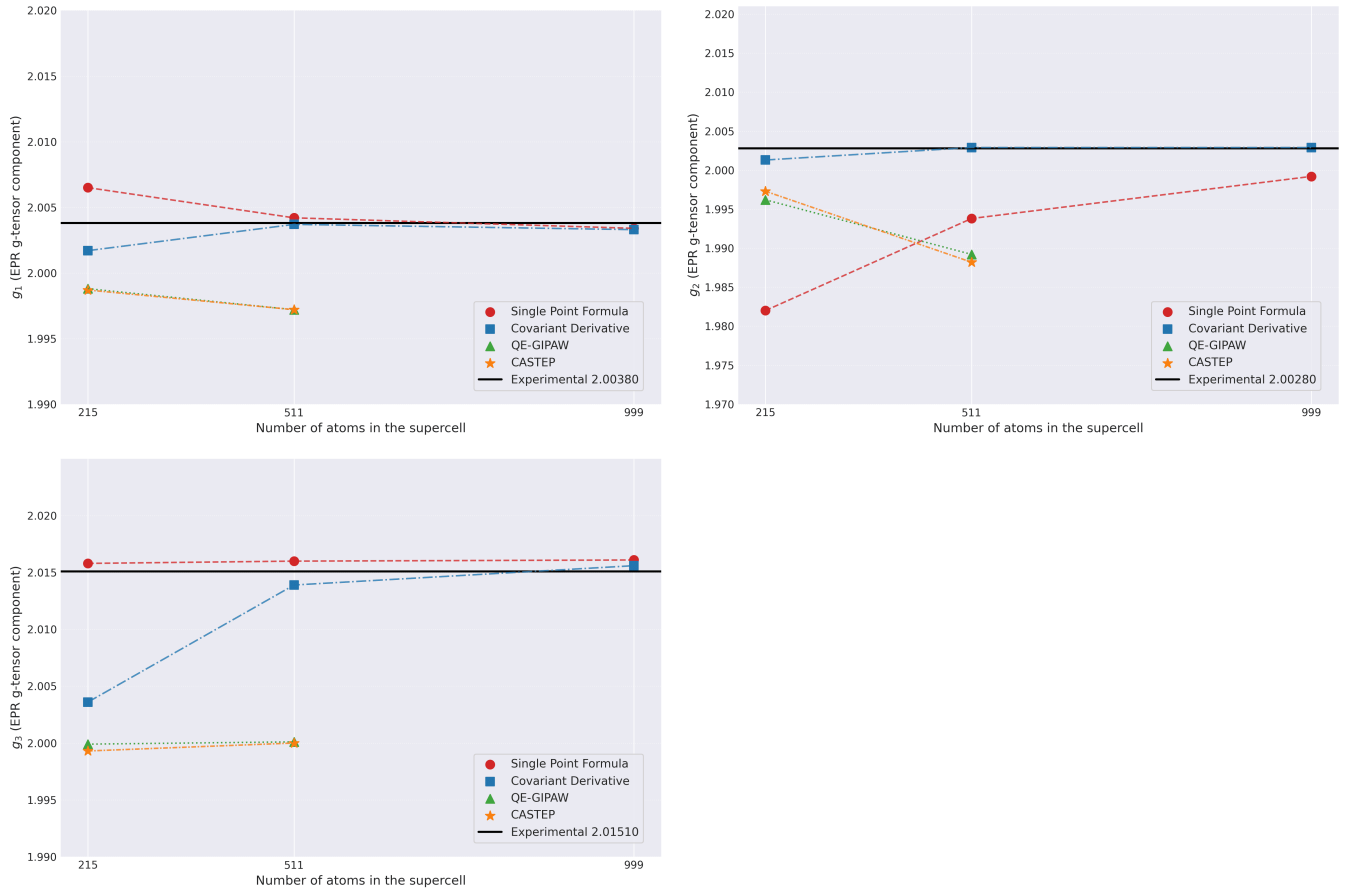 2.020
2.015
2.010
2.005
2.000
1.995
1.990
g1 (EPR g-tensor component)
Single Point Formula
Covariant Derivative
QE-GIPAW
CASTEP
Experimental 2.00380
215
511
999
Number of atoms in the supercell
2.020
2.015
2.010
2.005
2.000
1.995
1.990
1.985
1.980
1.975
1.970
g2 (EPR g-tensor component)
Single Point Formula
Covariant Derivative
QE-GIPAW
CASTEP
Experimental 2.00280
215
511
999
Number of atoms in the supercell
2.020
2.015
2.010
2.005
2.000
1.995
1.990
g3 (EPR g-tensor component)
Single Point Formula
Covariant Derivative
QE-GIPAW
CASTEP
Experimental 2.01510
215
511
999
Number of atoms in the supercell